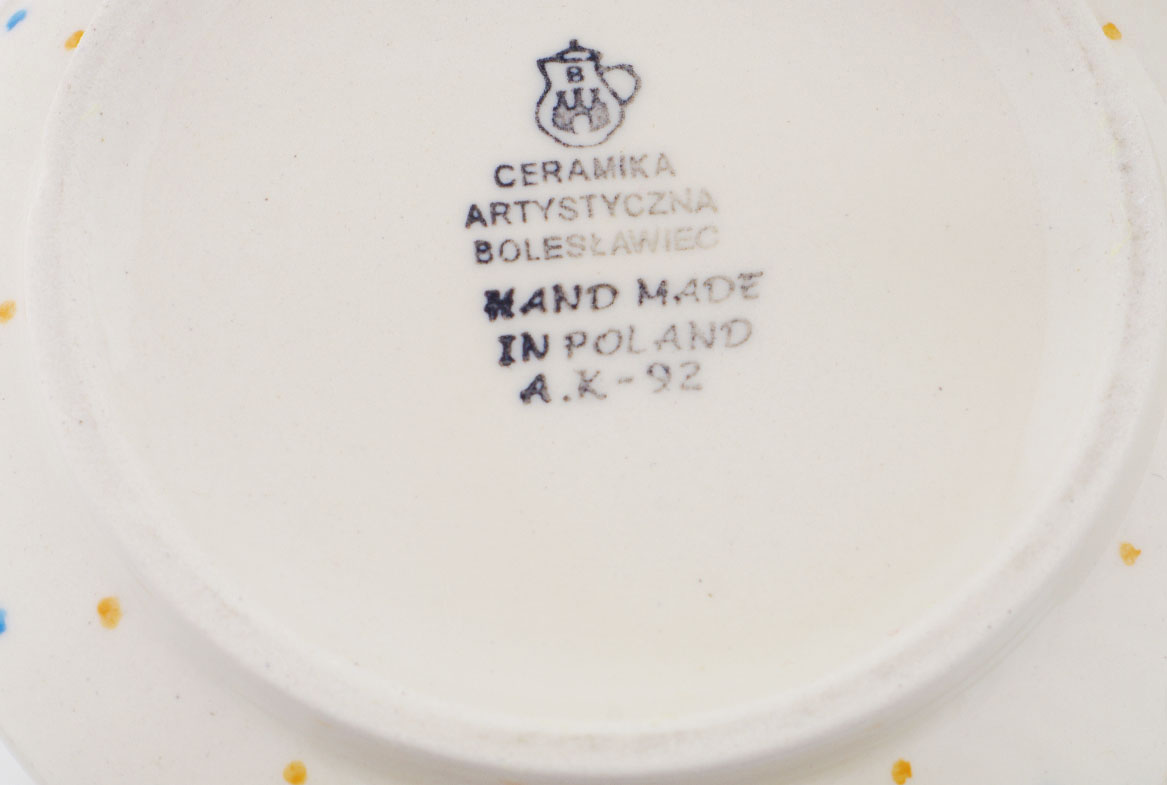 B
CERAMIKA
ARTYSTYCZNA
BOLESŁAWIEC
HAND MADE
IN POLAND
A.K-92